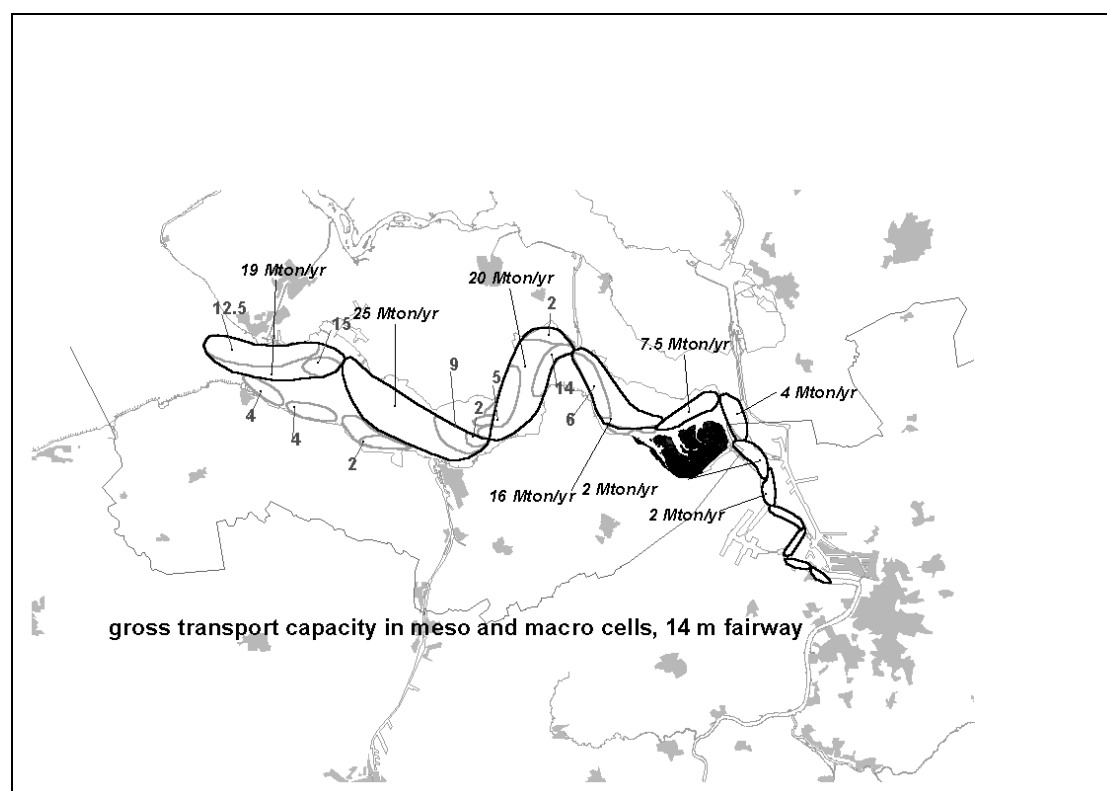 19 Mton/yr
20 Mton/yr
12.5
25 Mton/yr
2
15
7.5 Mton/yr
9
5
4 Mton/yr
2
14
4
6
4
2
16 Mton/yr
2 Mton/yr
2 Mton/yr
gross transport capacity in meso and macro cells, 14 m fairway